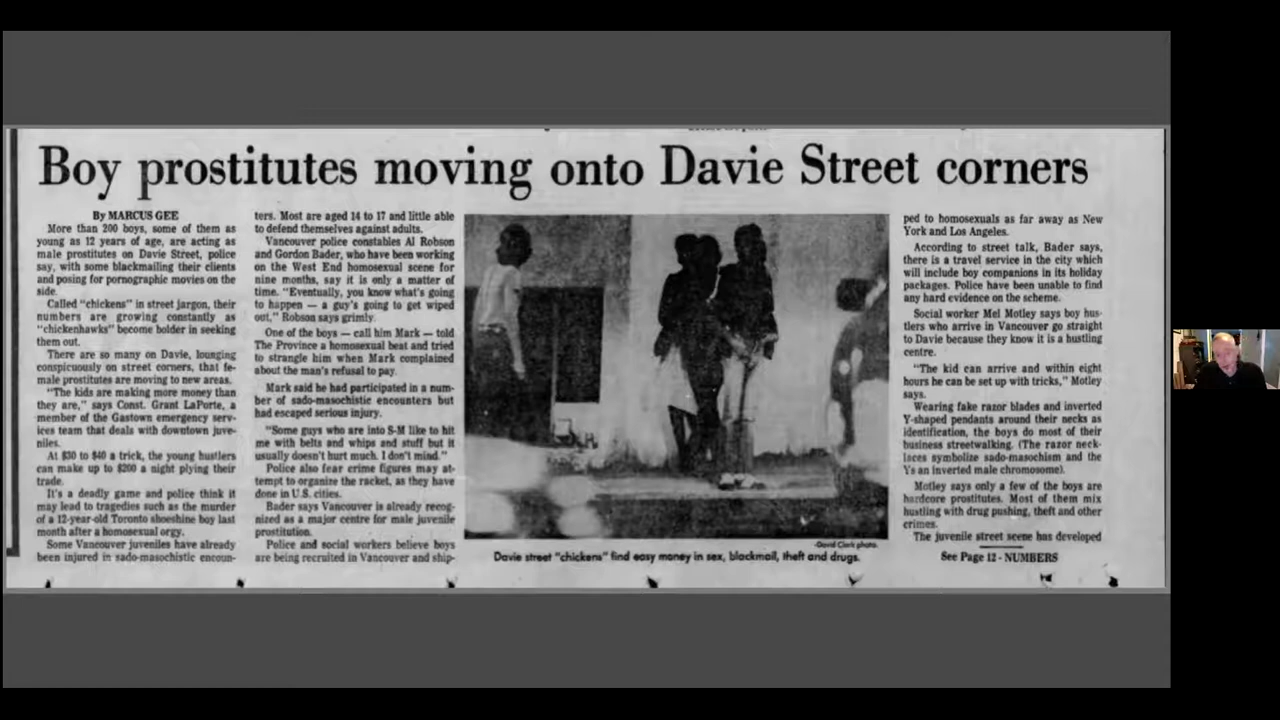 Boy prostitutes moving onto Davie Street corners
By MARCUS GEE
More than 200 boys, some of them as
young as 12 years of age, are acting as
male prostitutes on Davie Street, police
say, with some blackmailing their clients
and posing for pornographic movies on the
side.
Called "chickens" in street jargon, their
numbers are growing constantly as
"chickenhawks" become bolder in seeking
them out.
There are so many on Davie, lounging
conspicuously on street corners, that fe-
male prostitutes are moving to new areas.
"The kids are making more money than
they are," says Const. Grant LaPorte, a
member of the Gastown emergency serv-
ices team that deals with downtown juve-
niles.
At $30 to $40 a trick, the young hustlers
can make up to $200 a night plying their
trade.
It's a deadly game and police think it
may lead to tragedies such as the murder
of a 12-year-old Toronto shoeshine boy last
month after a homosexual orgy.
Some Vancouver juveniles have already
been injured in sado-masochistic encoun-
ters. Most are aged 14 to 17 and little able
to defend themselves against adults.
Vancouver police constables Al Robson
and Gordon Bader, who have been working
on the West End homosexual scene for
nine months, say it is only a matter of
time. "Eventually, you know what's going
to happen — a guy's going to get wiped
out," Robson says grimly.
One of the boys — call him Mark — told
The Province a homosexual beat and tried
to strangle him when Mark complained
about the man's refusal to pay.
Mark said he had participated in a num-
ber of sado-masochistic encounters but
had escaped serious injury.
"Some guys who are into S-M like to hit
me with belts and whips and stuff but it
usually doesn't hurt much. I don't mind."
Police also fear crime figures may at-
tempt to organize the racket, as they have
done in U.S. cities.
Bader says Vancouver is already recog-
nized as a major centre for male juvenile
prostitution.
Police and social workers believe boys
are being recruited in Vancouver and ship-
-David Clark photo.
Davie street "chickens" find easy money in sex, blackmail, theft and drugs.
ped to homosexuals as far away as New
York and Los Angeles.
According to street talk, Bader says,
there is a travel service in the city which
will include boy companions in its holiday
packages. Police have been unable to find
any hard evidence on the scheme.
Social worker Mel Motley says boy hus-
tlers who arrive in Vancouver go straight
to Davie because they know it is a hustling
centre.
"The kid can arrive and within eight
hours he can be set up with tricks," Motley
says.
Wearing fake razor blades and inverted
Y-shaped pendants around their necks as
identification, the boys do most of their
business streetwalking. (The razor neck-
laces symbolize sado-masochism and the
Ys an inverted male chromosome).
Motley says only a few of the boys are
hardcore prostitutes. Most of them mix
hustling with drug pushing, theft and other
crimes.
The juvenile street scene has developed
See Page 12 - NUMBERS